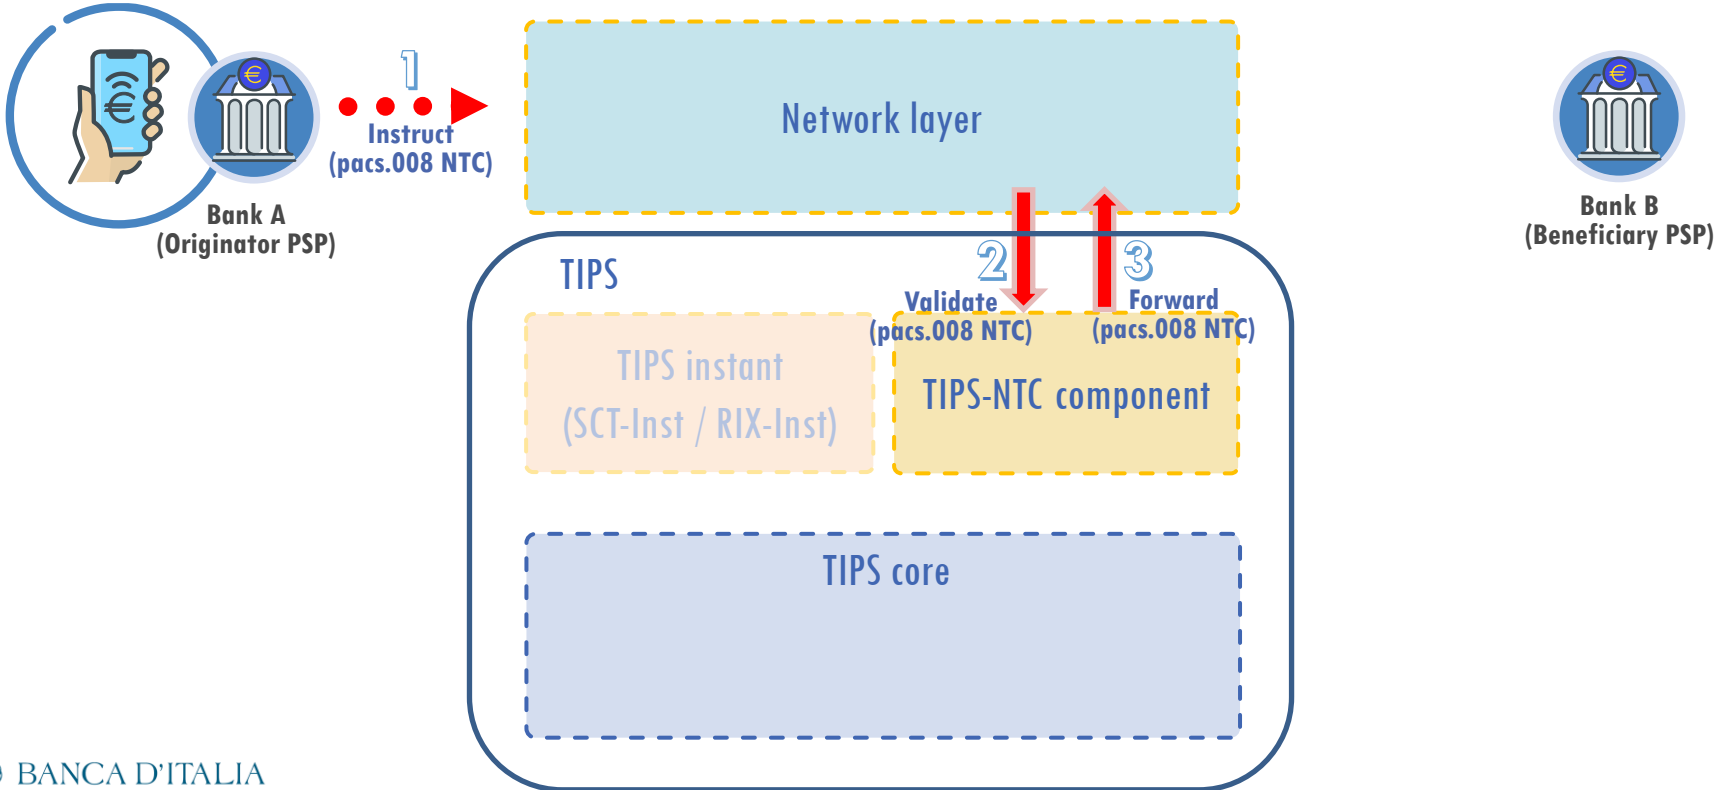 1
Instruct
(pacs.008 NTC)
Bank A
(Originator PSP)
Network layer
Bank B
(Beneficiary PSP)
TIPS
2
Validate
(pacs.008 NTC)
3
Forward
(pacs.008 NTC)
TIPS instant
(SCT-Inst / RIX-Inst)
TIPS-NTC component
TIPS core
BANCA D'ITALIA